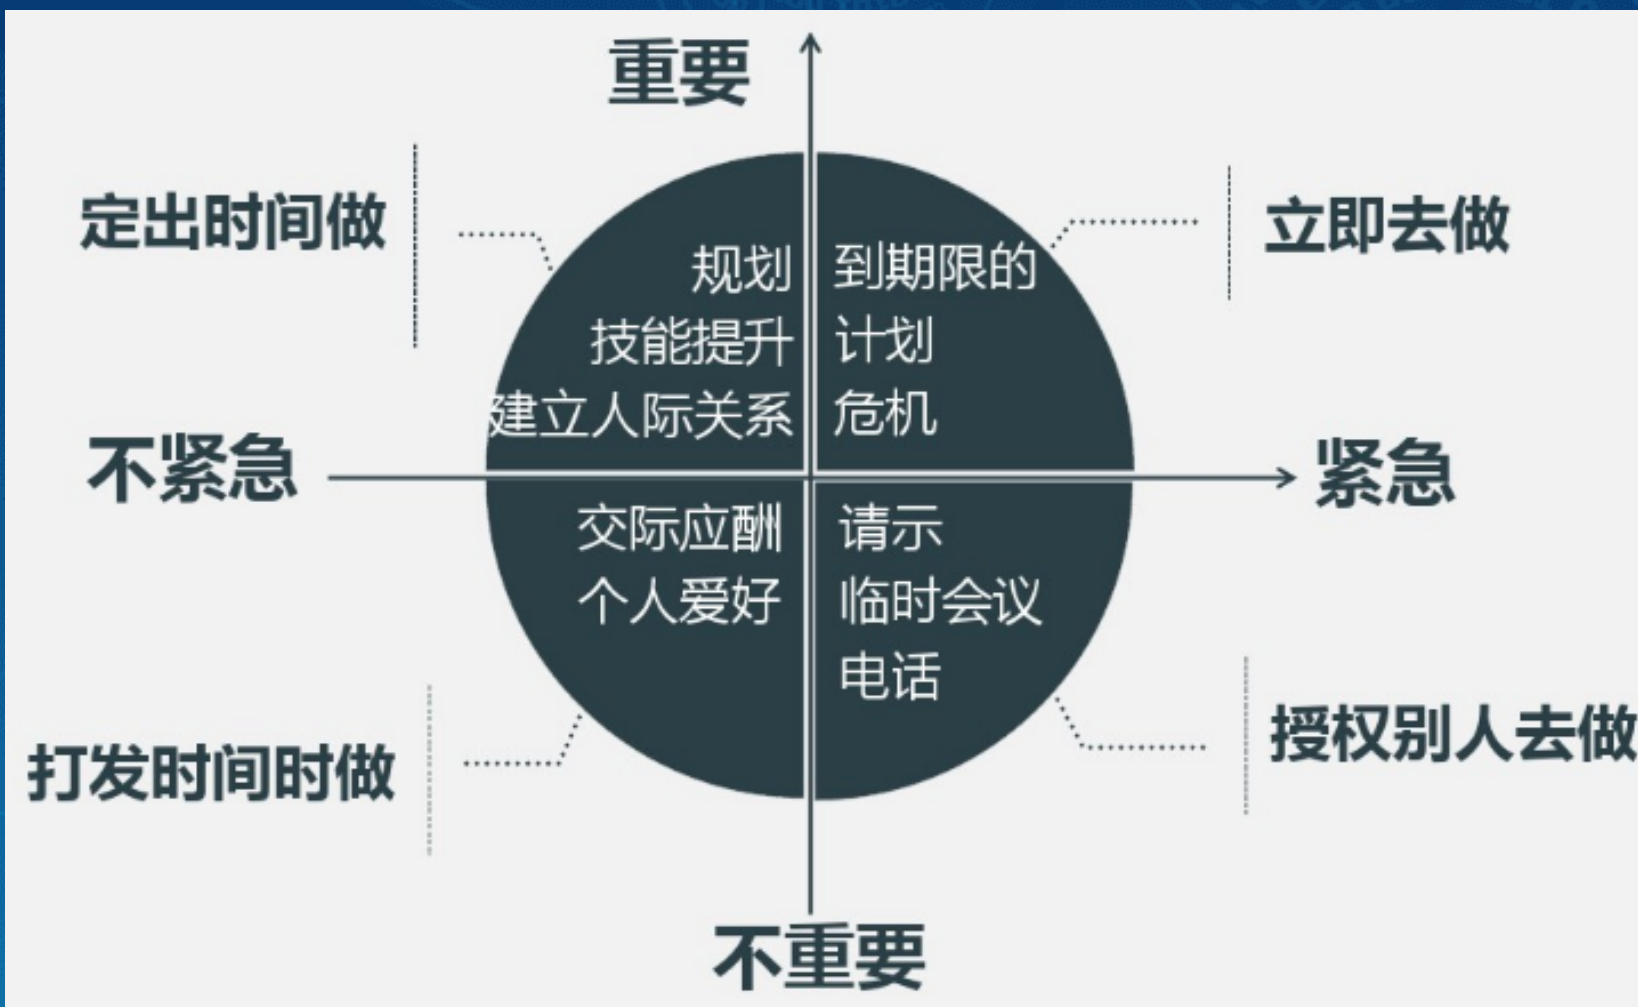 重要
定出时间做
立即去做
规划
技能提升
建立人际关系
到期限的
计划
危机
不紧急
紧急
交际应酬
个人爱好
请示
临时会议
电话
打发时间时做
授权别人去做
不重要